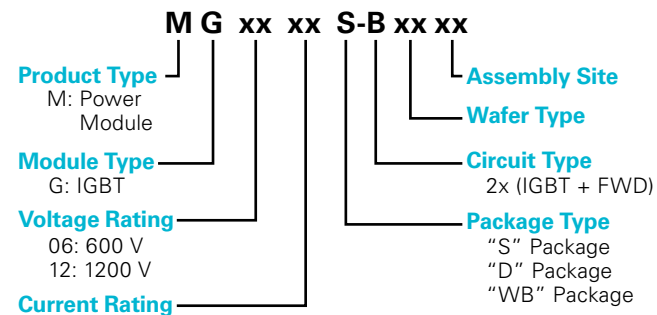 M G xx xx S-B xx xx
Product Type
M: Power
Module
Module Type
G: IGBT
Voltage Rating
06: 600 V
12: 1200 V
Current Rating
Assembly Site
Wafer Type
Circuit Type
2x (IGBT + FWD)
Package Type
“S” Package
“D” Package
“WB” Package